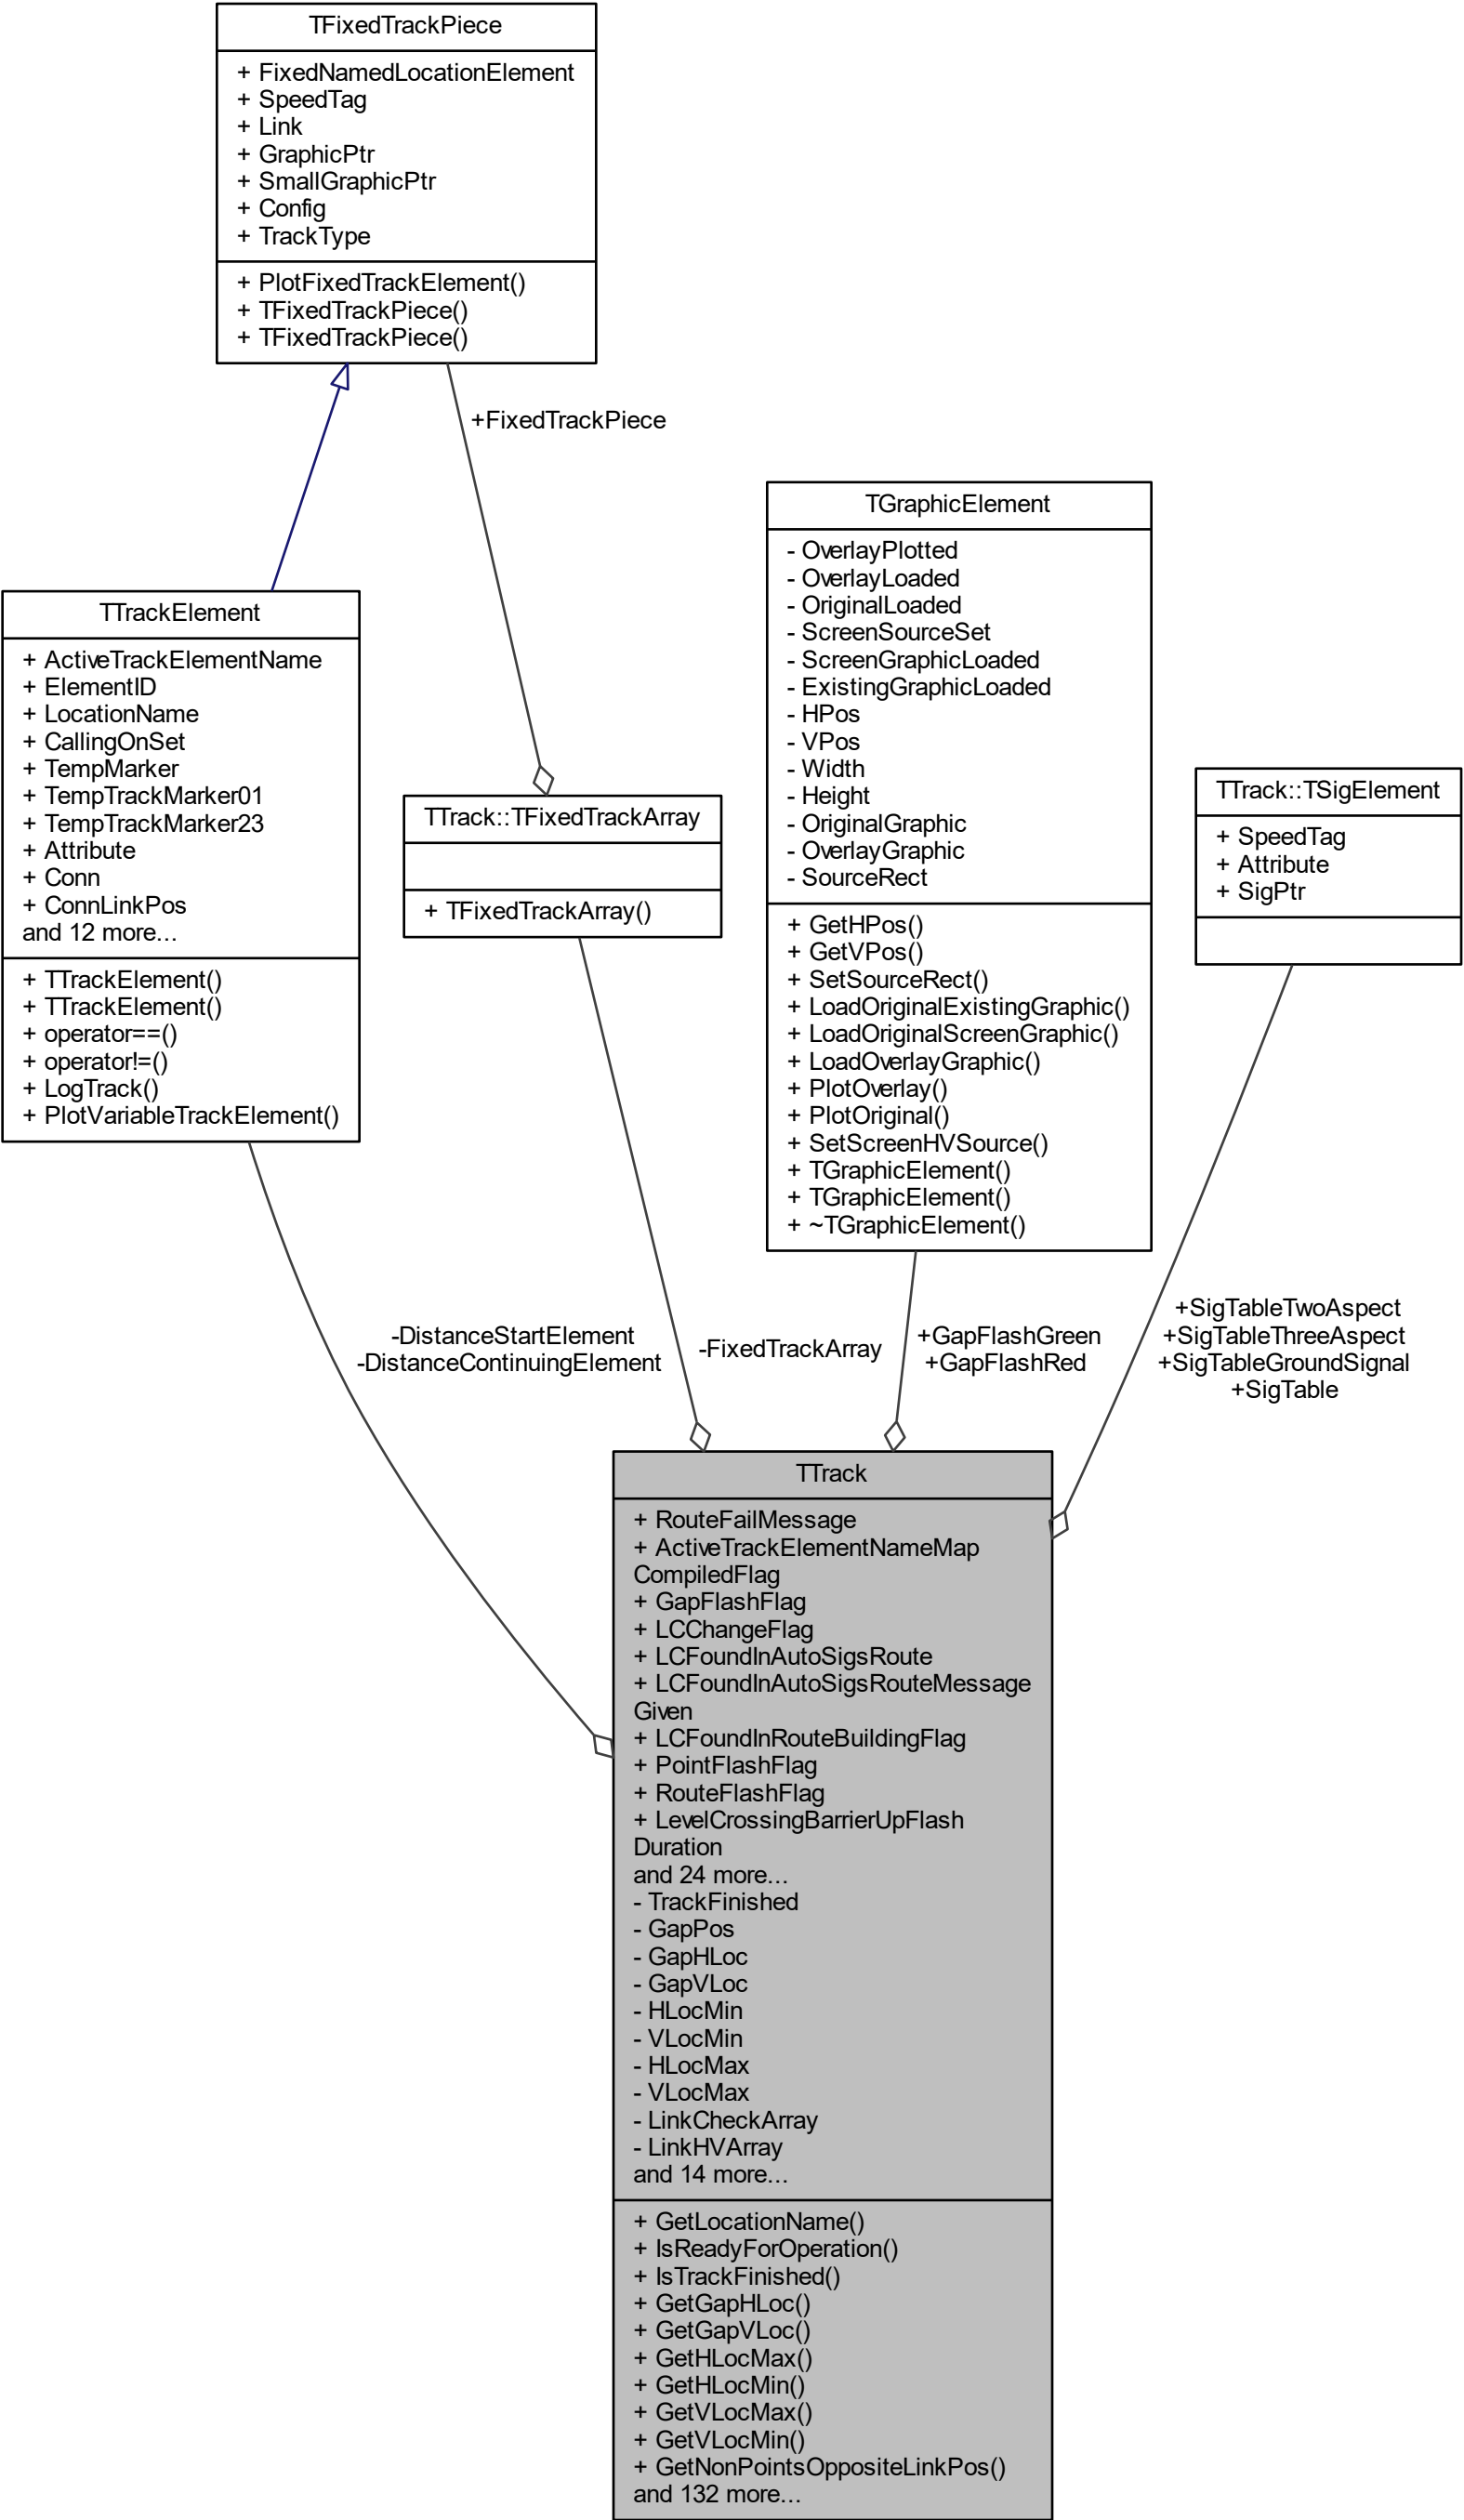 TFixedTrackPiece
+ FixedNamedLocationElement
+ SpeedTag
+ Link
+ GraphicPtr
+ SmallGraphicPtr
+ Config
+ TrackType
+ PlotFixedTrackElement()
+ TFixedTrackPiece()
+ TFixedTrackPiece()
+FixedTrackPiece
TTrackElement
+ ActiveTrackElementName
+ ElementID
+ LocationName
+ CallingOnSet
+ TempMarker
+ TempTrackMarker01
+ TempTrackMarker23
+ Attribute
+ Conn
+ ConnLinkPos
and 12 more...
+ TTrackElement()
+ TTrackElement()
+ operator==()
+ operator!=()
+ LogTrack()
+ PlotVariableTrackElement()
TTrack::TFixedTrackArray
+ TFixedTrackArray()
TGraphicElement
- OverlayPlotted
- OverlayLoaded
- OriginalLoaded
- ScreenSourceSet
- ScreenGraphicLoaded
- ExistingGraphicLoaded
- HPos
- VPos
- Width
- Height
- OriginalGraphic
- OverlayGraphic
- SourceRect
+ GetHPos()
+ GetVPos()
+ SetSourceRect()
+ LoadOriginalExistingGraphic()
+ LoadOriginalScreenGraphic()
+ LoadOverlayGraphic()
+ PlotOverlay()
+ PlotOriginal()
+ SetScreenHVSource()
+ TGraphicElement()
+ TGraphicElement()
+ ~TGraphicElement()
TTrack::TSigElement
+ SpeedTag
+ Attribute
+ SigPtr
-DistanceStartElement
-DistanceContinuingElement
-FixedTrackArray
+GapFlashGreen
+GapFlashRed
+SigTableTwoAspect
+SigTableThreeAspect
+SigTableGroundSignal
+SigTable
TTrack
+ RouteFailMessage
+ ActiveTrackElementNameMap
CompiledFlag
+ GapFlashFlag
+ LCChangeFlag
+ LCFoundInAutoSigsRoute
+ LCFoundInAutoSigsRouteMessage
Given
+ LCFoundInRouteBuildingFlag
+ PointFlashFlag
+ RouteFlashFlag
+ LevelCrossingBarrierUpFlash
Duration
and 24 more...
- TrackFinished
- GapPos
- GapHLoc
- GapVLoc
- HLocMin
- VLocMin
- HLocMax
- VLocMax
- LinkCheckArray
- LinkHVArray
and 14 more...
+ GetLocationName()
+ IsReadyForOperation()
+ IsTrackFinished()
+ GetGapHLoc()
+ GetGapVLoc()
+ GetHLocMax()
+ GetHLocMin()
+ GetVLocMax()
+ GetVLocMin()
+ GetNonPointsOppositeLinkPos()
and 132 more...